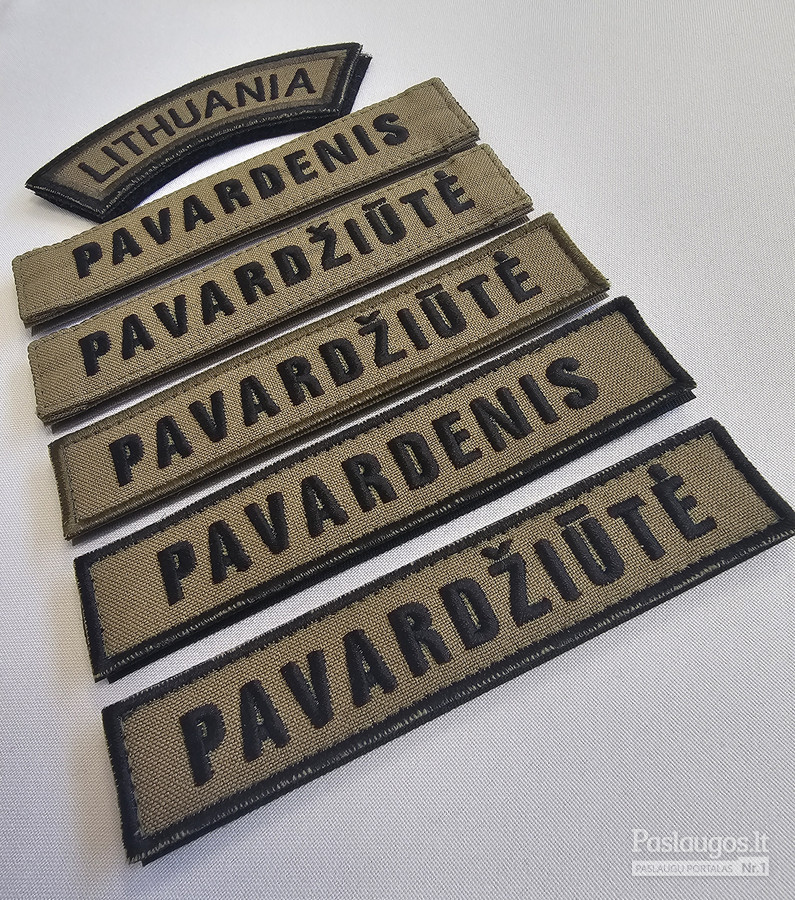 LITHUANIA
PAVARDENIS
PAVARDŽIŪTĖ
PAVARDŽIŪTĖ
PAVARDENIS
PAVARDŽIŪTĖ
Paslaugos.lt
PASLAUGŲ PORTALAS Nr.1